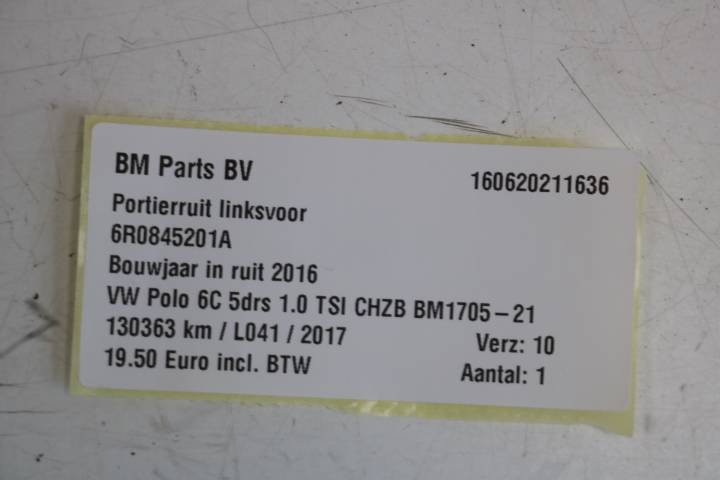 BM Parts BV 160620211636
Portierruit linksvoor
6R0845201A
Bouwjaar in ruit 2016
VW Polo 6C 5drs 1.0 TSI CHZB BM1705-21
130363 km / L041 / 2017 Verz: 10
19.50 Euro incl. BTW Aantal: 1